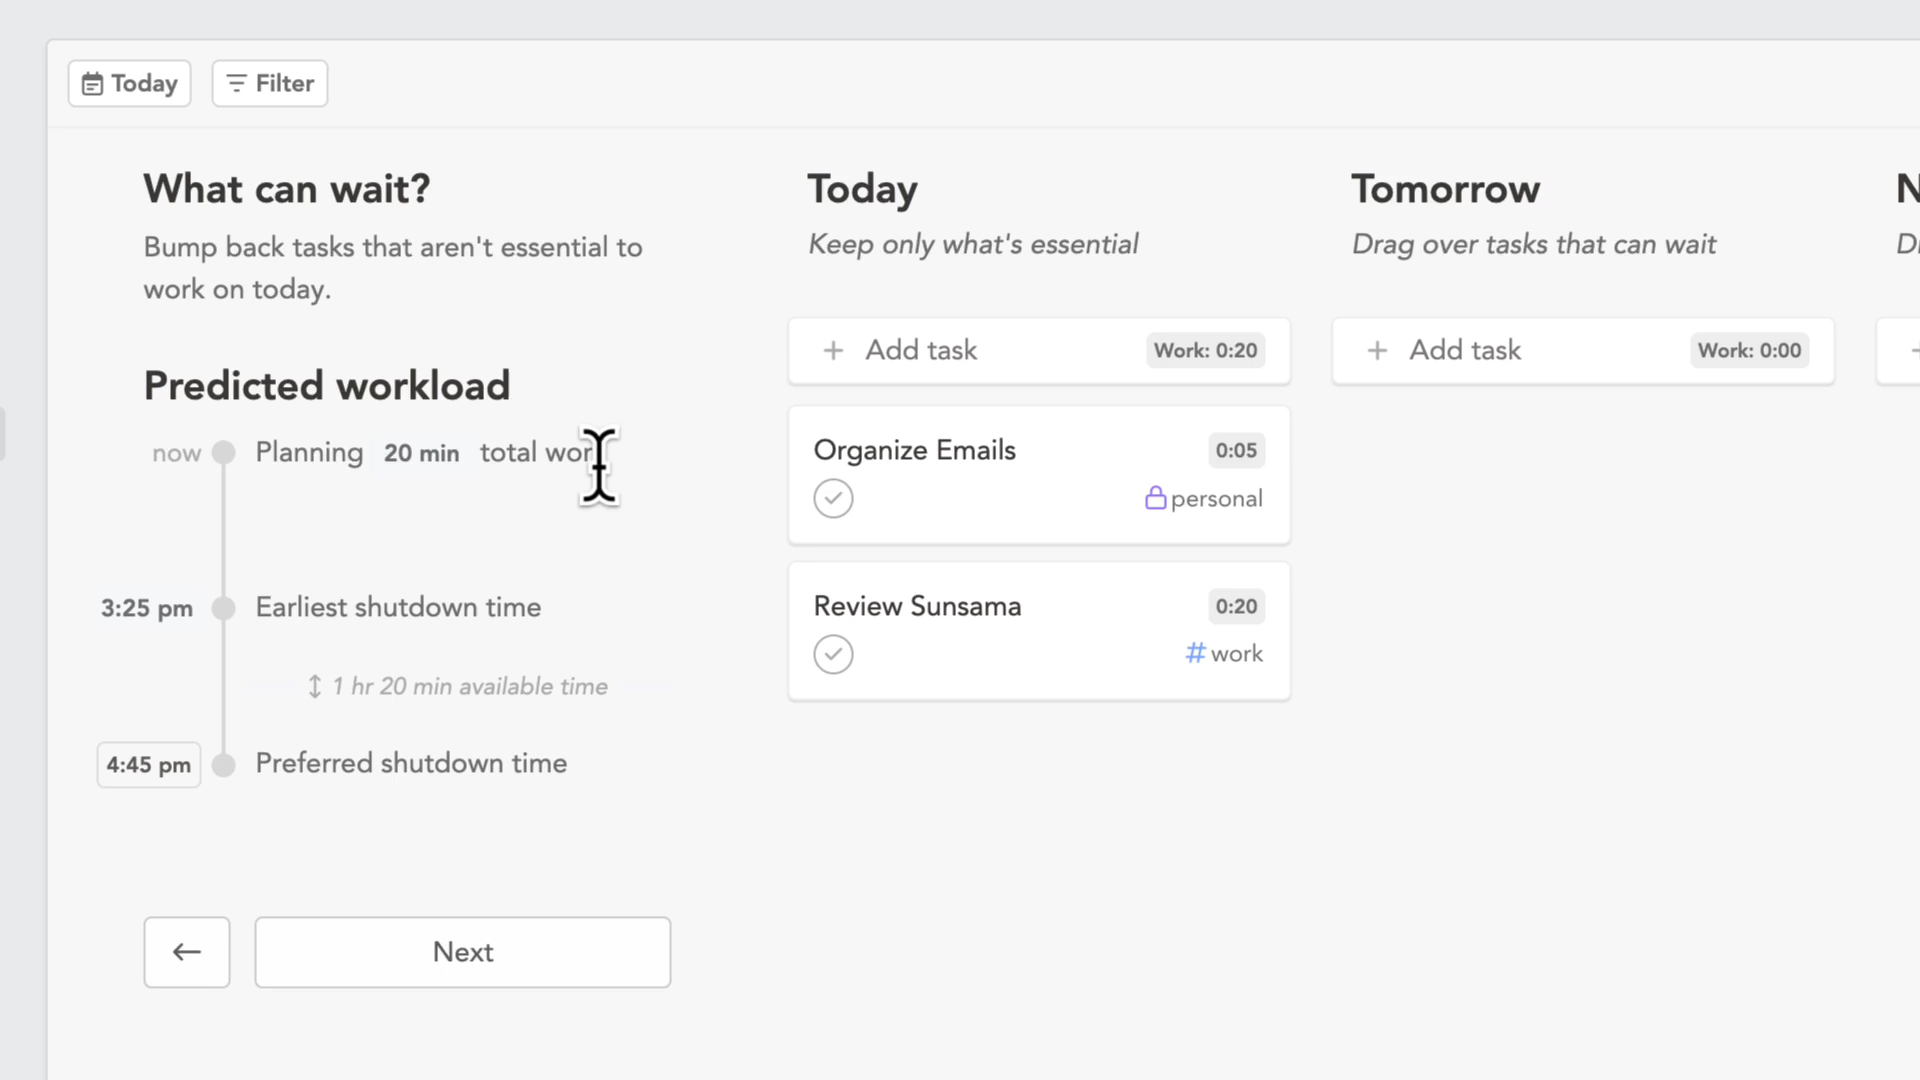 Today Filter
What can wait?
Bump back tasks that aren't essential to
work on today.
Predicted workload
now Planning 20 min total wor
3:25 pm Earliest shutdown time
1 hr 20 min available time
4:45 pm Preferred shutdown time
← Next
Today
Keep only what's essential
+ Add task Work: 0:20
Organize Emails 0:05
personal
Review Sunsama 0:20
# work
Tomorrow
Drag over tasks that can wait
+ Add task Work: 0:00